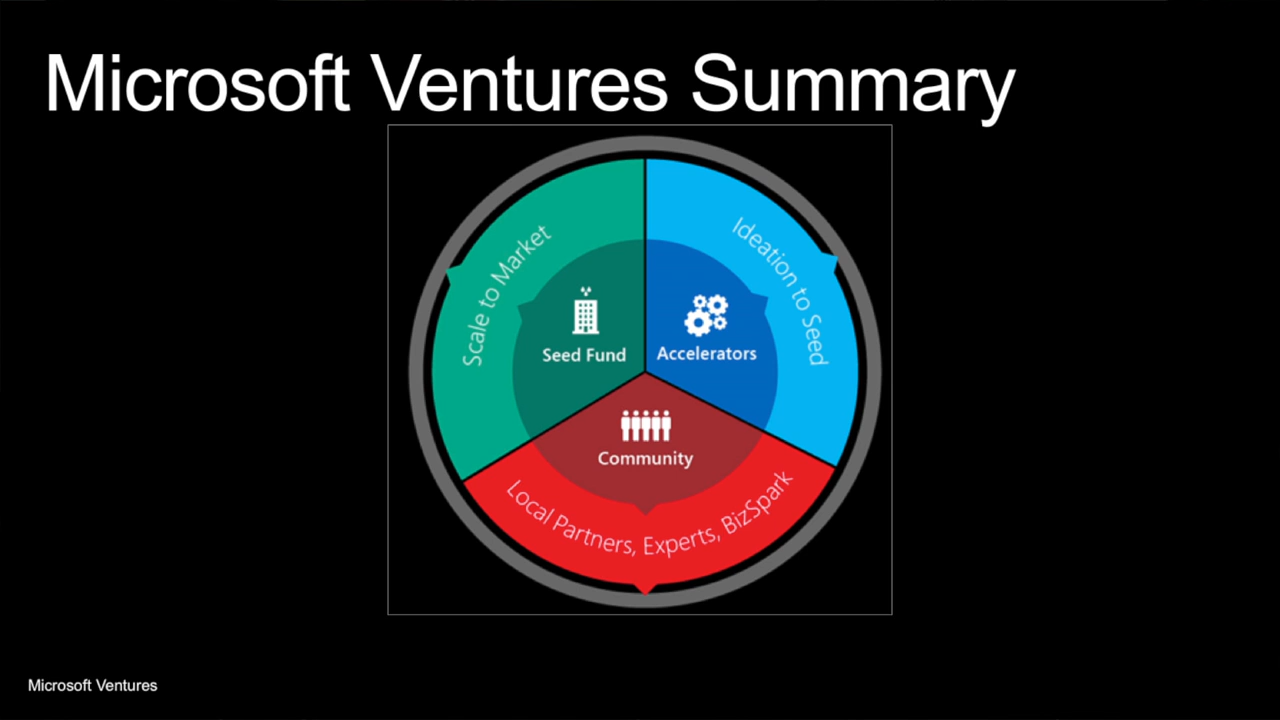 Microsoft Ventures Summary
Scale to Market
Ideation to Seed
Seed Fund
Accelerators
Community
Local Partners, Experts, BizSpark
Microsoft Ventures